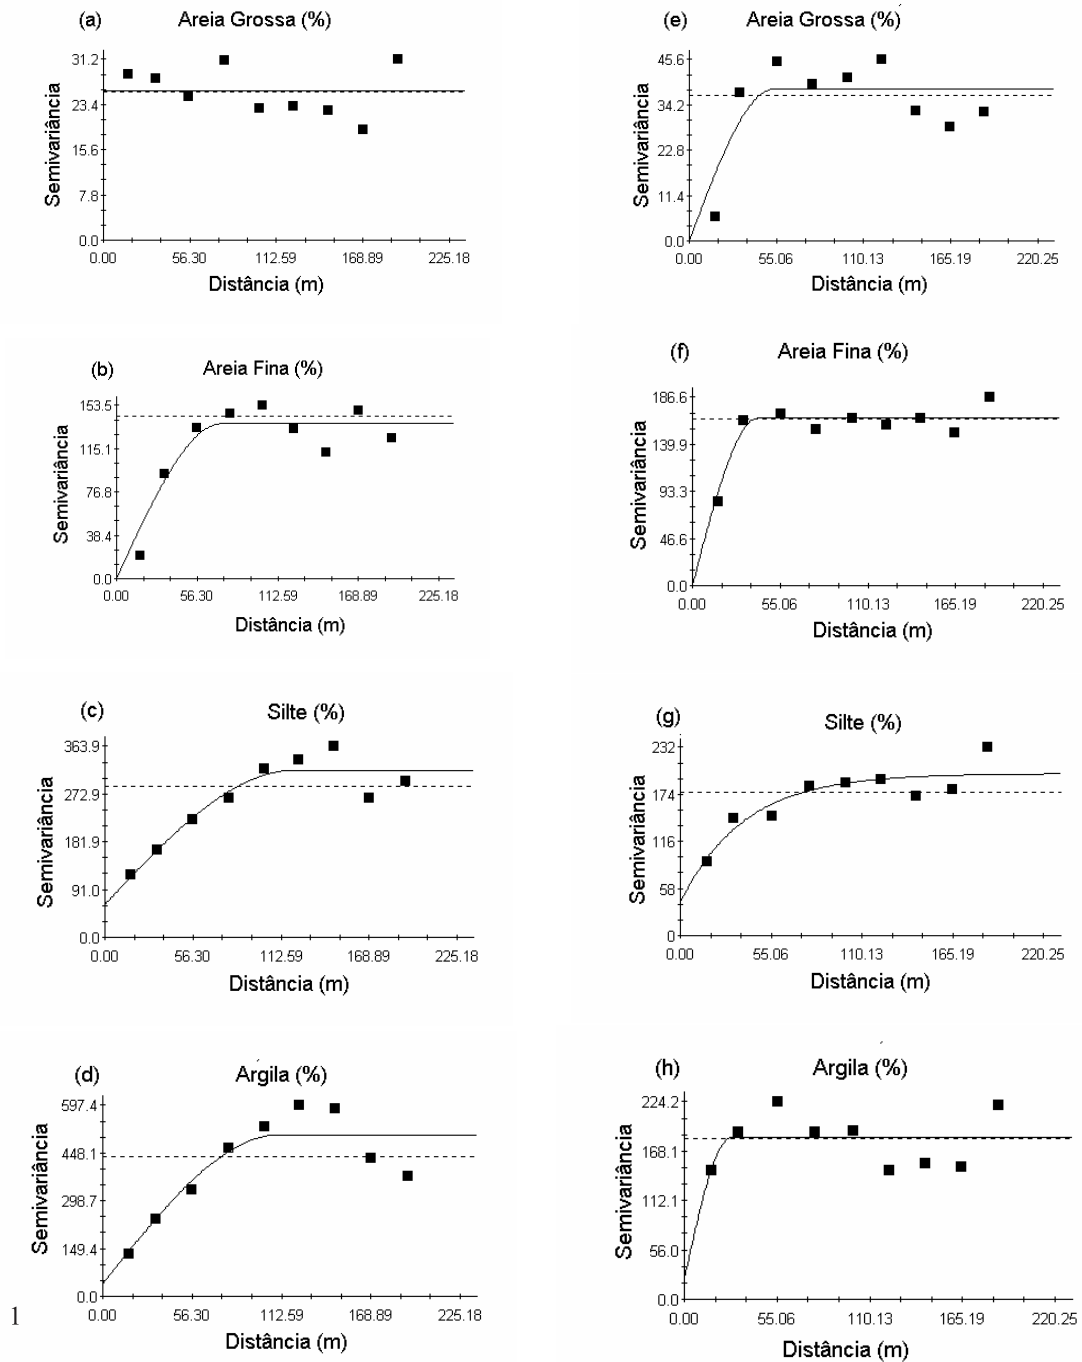 (a) Areia Grossa (%)
Semivariância
31.2
23.4
15.6
7.8
0.0
0.00 56.30 112.59 168.89 225.18
Distância (m)
(e) Areia Grossa (%)
Semivariância
45.6
34.2
22.8
11.4
0.0
0.00 55.06 110.13 165.19 220.25
Distância (m)
(b) Areia Fina (%)
Semivariância
153.5
115.1
76.8
38.4
0.0
0.00 56.30 112.59 168.89 225.18
Distância (m)
(f) Areia Fina (%)
Semivariância
186.6
139.9
93.3
46.6
0.0
0.00 55.06 110.13 165.19 220.25
Distância (m)
(c) Silte (%)
Semivariância
363.9
272.9
181.9
91.0
0.0
0.00 56.30 112.59 168.89 225.18
Distância (m)
(g) Silte (%)
Semivariância
232
174
116
58
0
0.00 55.06 110.13 165.19 220.25
Distância (m)
(d) Argila (%)
Semivariância
597.4
448.1
298.7
149.4
0.0
0.00 56.30 112.59 168.89 225.18
Distância (m)
(h) Argila (%)
Semivariância
224.2
168.1
112.1
56.0
0.0
0.00 55.06 110.13 165.19 220.25
Distância (m)
1